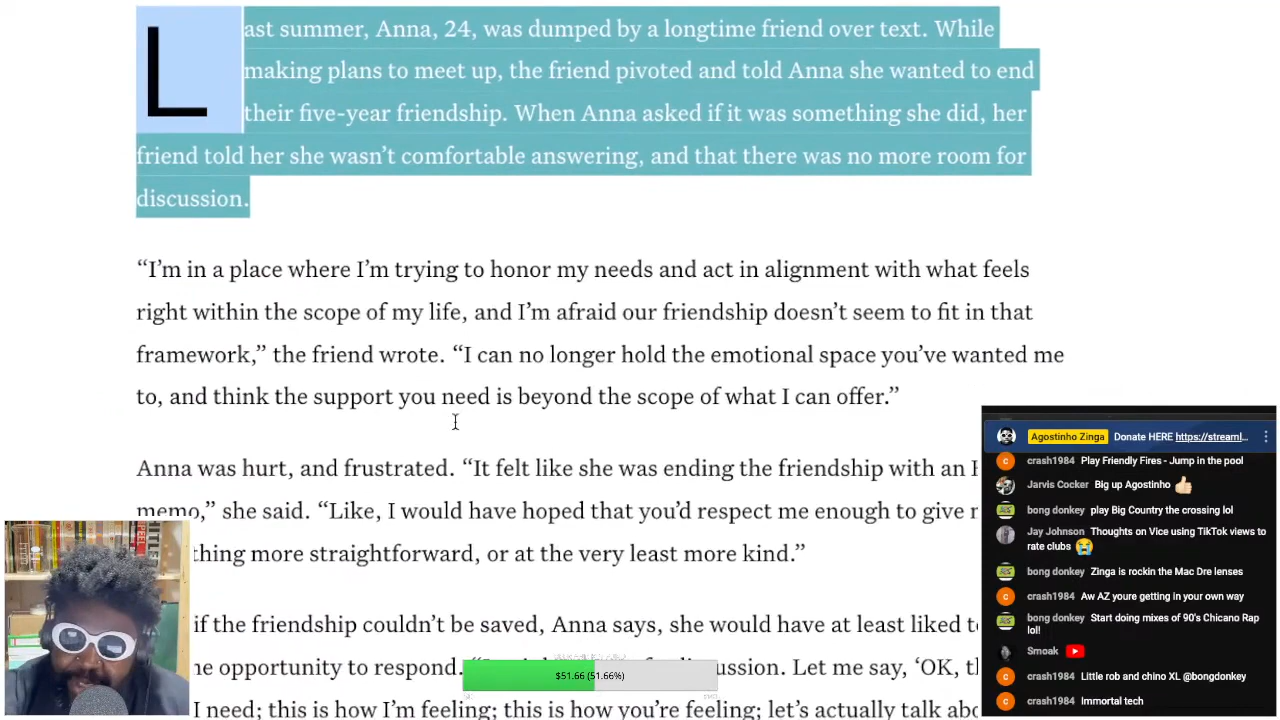 Last summer, Anna, 24, was dumped by a longtime friend over text. While
making plans to meet up, the friend pivoted and told Anna she wanted to end
their five-year friendship. When Anna asked if it was something she did, her
friend told her she wasn’t comfortable answering, and that there was no more room for
discussion.
“I’m in a place where I’m trying to honor my needs and act in alignment with what feels
right within the scope of my life, and I’m afraid our friendship doesn’t seem to fit in that
framework,” the friend wrote. “I can no longer hold the emotional space you’ve wanted me
to, and think the support you need is beyond the scope of what I can offer.”
Anna was hurt, and frustrated. “It felt like she was ending the friendship with an
memo,” she said. “Like, I would have hoped that you’d respect me enough to give
thing more straightforward, or at the very least more kind.”
if the friendship couldn’t be saved, Anna says, she would have at least liked
opportunity to respond.
discussion. Let me say, ‘OK,
I need; this is how I’m feeling; this is how you’re feeling; let’s actually talk
$51.66 (51.66%)
Agostinho Zinga Donate HERE https://streaml...
crash1984 Play Friendly Fires - Jump in the pool
Jarvis Cocker Big up Agostinho 👍
bong donkey play Big Country the crossing lol
Jay Johnson Thoughts on Vice using TikTok views to
rate clubs 😭
bong donkey Zinga is rockin the Mac Dre lenses
crash1984 Aw AZ youre getting in your own way
bong donkey Start doing mixes of 90's Chicano Rap
lol!
Smoak
crash1984 Little rob and chino XL @bongdonkey
crash1984 Immortal tech